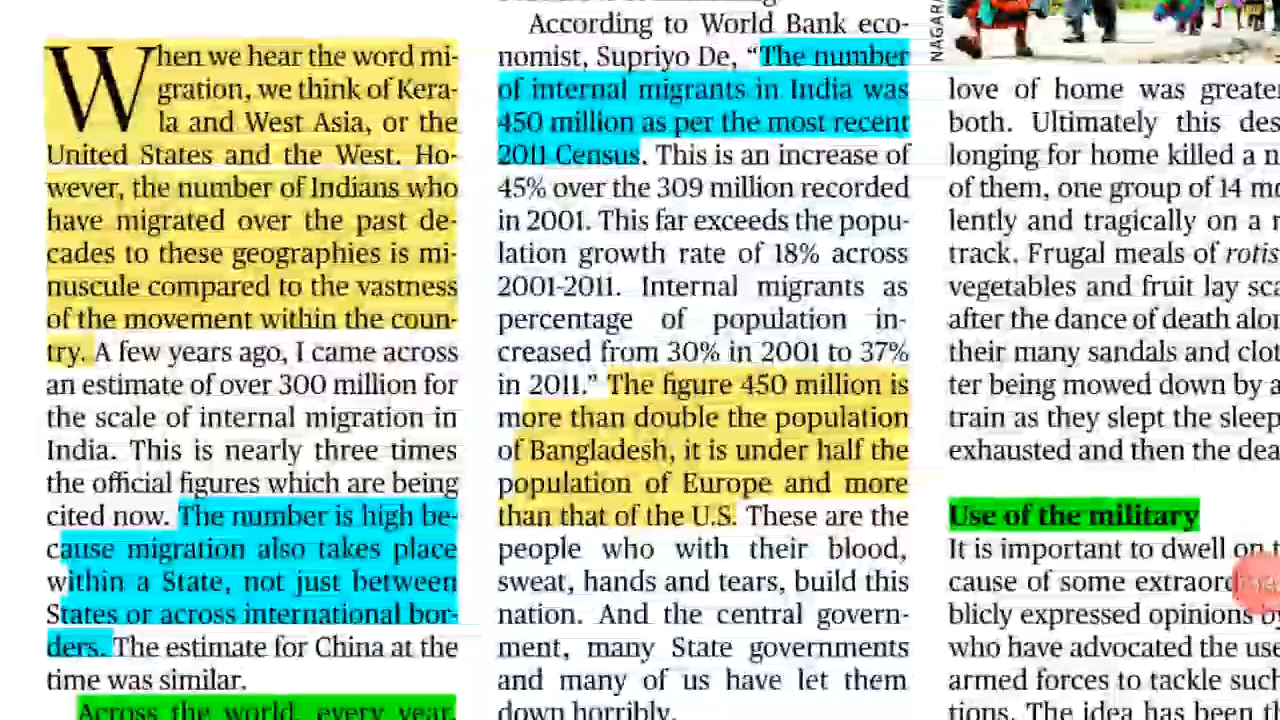 When we hear the word mi-
gration, we think of Kera-
la and West Asia, or the
United States and the West. Ho-
wever, the number of Indians who
have migrated over the past de-
cades to these geographies is mi-
nuscule compared to the vastness
of the movement within the coun-
try. A few years ago, I came across
an estimate of over 300 million for
the scale of internal migration in
India. This is nearly three times
the official figures which are being
cited now. The number is high be-
cause migration also takes place
within a State, not just between
States or across international bor-
ders. The estimate for China at the
time was similar.
Across the world, every year,
According to World Bank eco-
nomist, Supriyo De, “The number
of internal migrants in India was
450 million as per the most recent
2011 Census. This is an increase of
45% over the 309 million recorded
in 2001. This far exceeds the popu-
lation growth rate of 18% across
2001-2011. Internal migrants as
percentage of population in-
creased from 30% in 2001 to 37%
in 2011.” The figure 450 million is
more than double the population
of Bangladesh, it is under half the
population of Europe and more
than that of the U.S. These are the
people who with their blood,
sweat, hands and tears, build this
nation. And the central govern-
ment, many State governments
and many of us have let them
down horribly.
NAGARA
love of home was greate
both. Ultimately this des
longing for home killed a n
of them, one group of 14 m
lently and tragically on a
track. Frugal meals of rotis
vegetables and fruit lay sca
after the dance of death alon
their many sandals and clot
ter being mowed down by a
train as they slept the sleep
exhausted and then the dea
Use of the military
It is important to dwell on t
cause of some extraord
blicly expressed opinions by
who have advocated the use
armed forces to tackle such
tions. The idea has been th